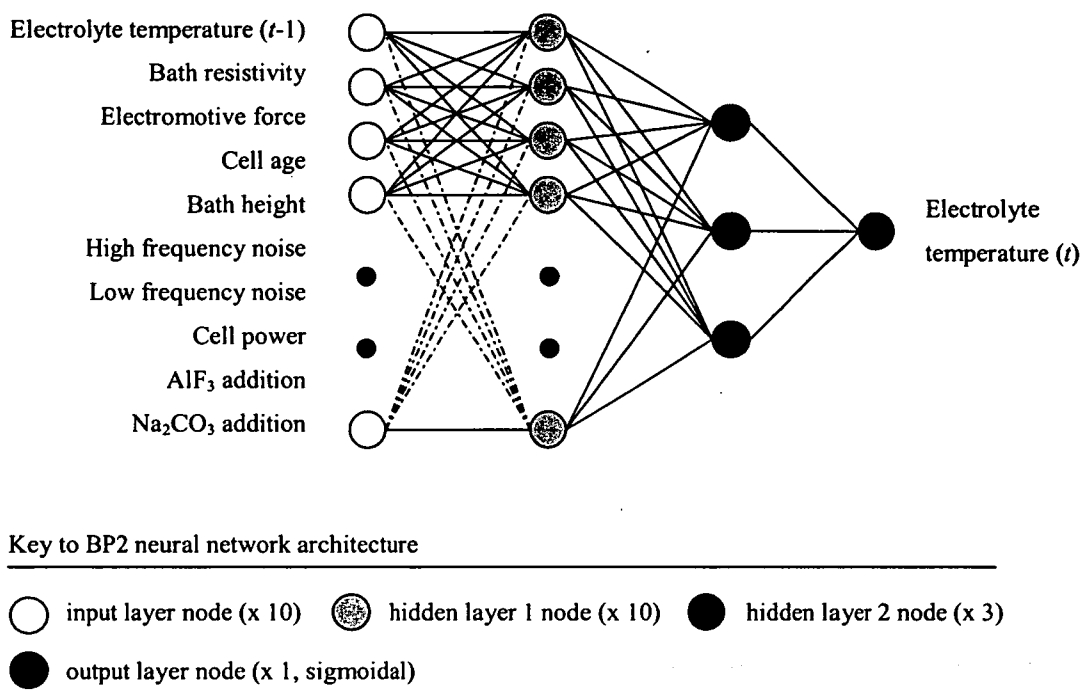 Electrolyte temperature (t-1)
Bath resistivity
Electromotive force
Cell age
Bath height
High frequency noise
Low frequency noise
Cell power
AlF₃ addition
Na₂CO₃ addition
Electrolyte
temperature (t)
Key to BP2 neural network architecture
input layer node (x 10) hidden layer 1 node (x 10) hidden layer 2 node (x 3)
output layer node (x 1, sigmoidal)